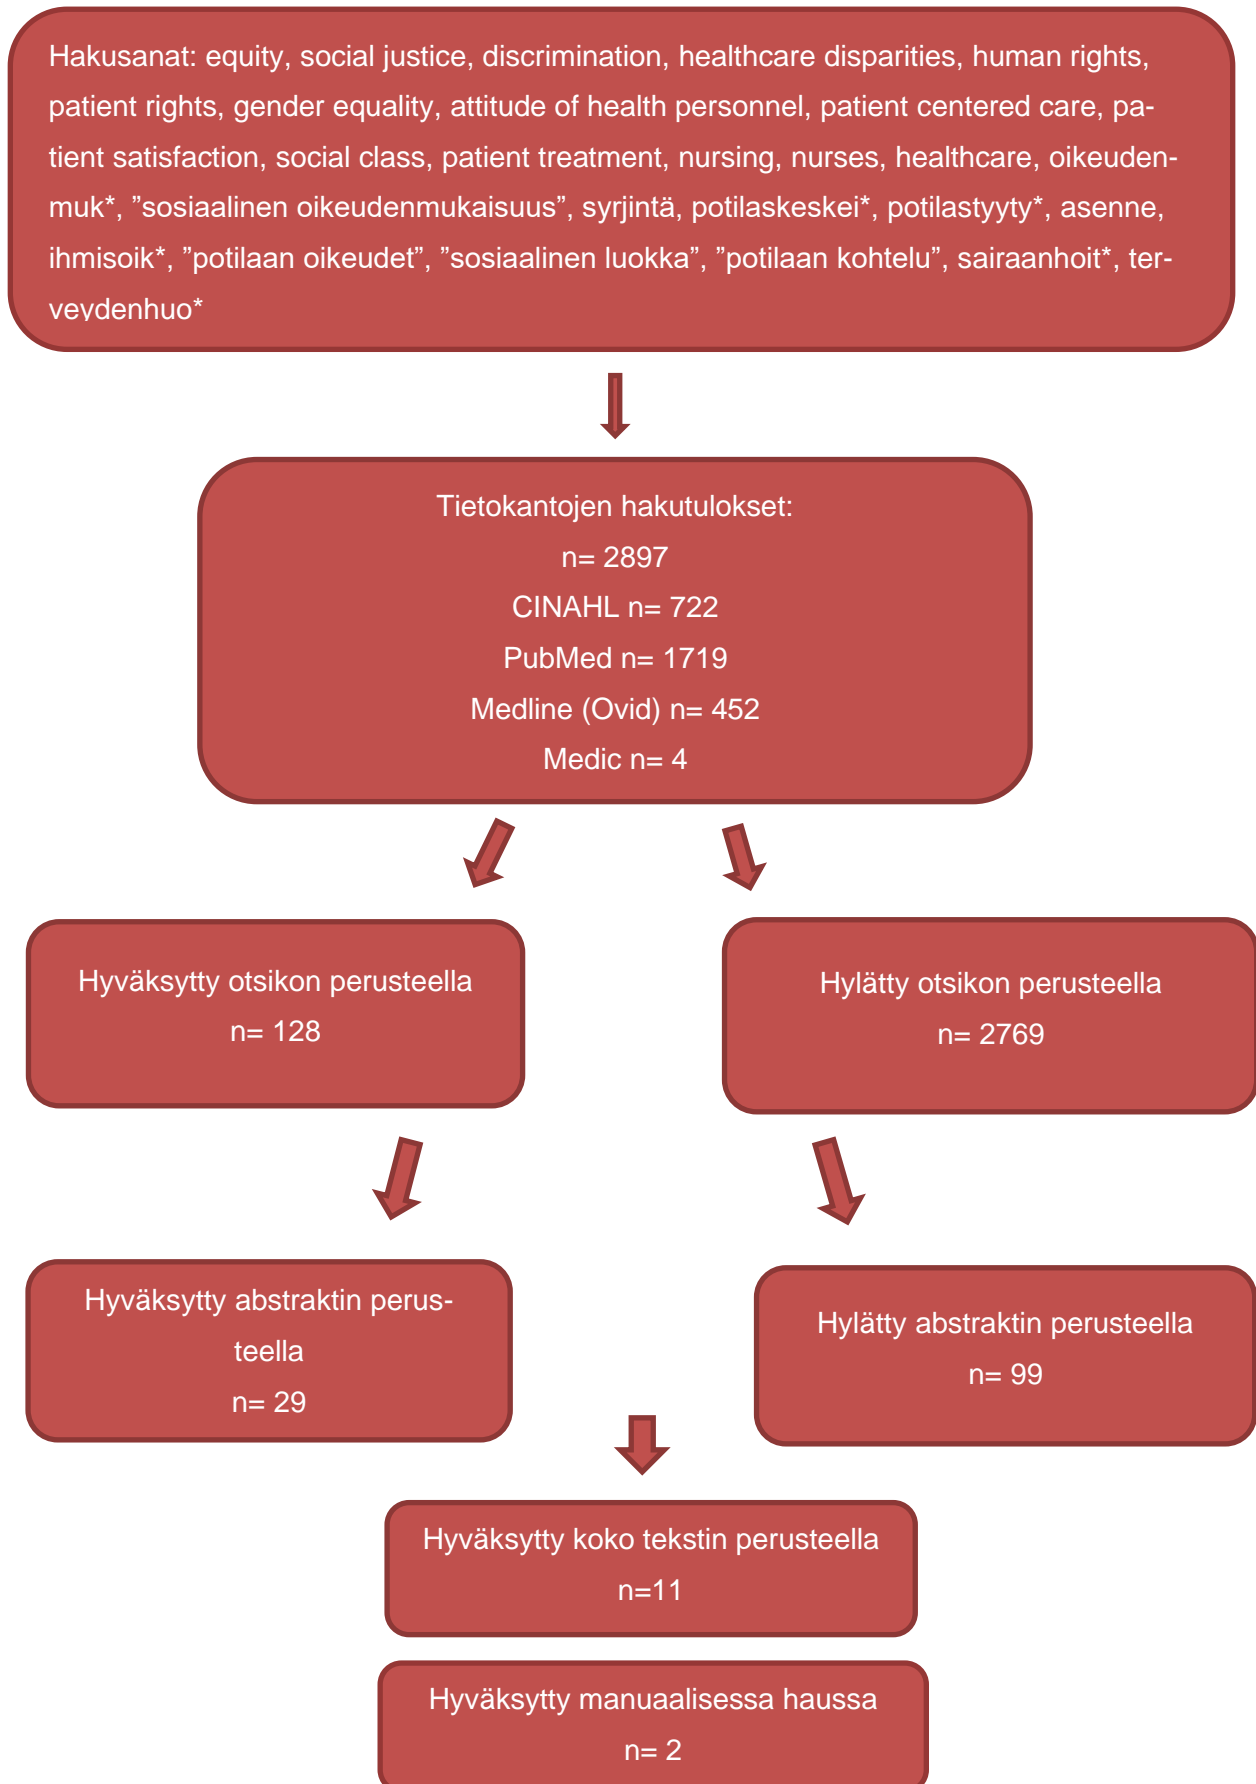 Hakusanat: equity, social justice, discrimination, healthcare disparities, human rights,
patient rights, gender equality, attitude of health personnel, patient centered care, pa-
tient satisfaction, social class, patient treatment, nursing, nurses, healthcare, oikeuden-
muk*, ”sosiaalinen oikeudenmukaisuus”, syrjintä, potilaskeskei*, potilastyyty*, asenne,
ihmisoik*, ”potilaan oikeudet”, ”sosiaalinen luokka”, ”potilaan kohtelu”, sairaanhoit*, ter-
veydenhuo*
Tietokantojen hakutulokset:
n= 2897
CINAHL n= 722
PubMed n= 1719
Medline (Ovid) n= 452
Medic n= 4
Hyväksytty otsikon perusteella
n= 128
Hylätty otsikon perusteella
n= 2769
Hyväksytty abstraktin perus-
teella
n= 29
Hylätty abstraktin perusteella
n= 99
Hyväksytty koko tekstin perusteella
n=11
Hyväksytty manuaalisessa haussa
n= 2